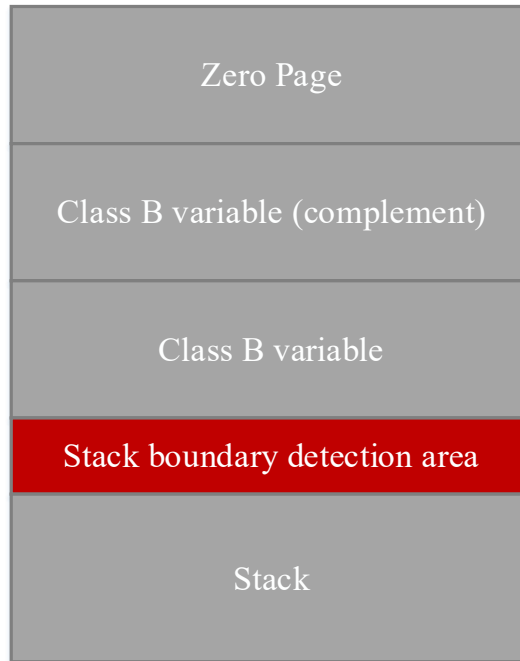 Zero Page
Class B variable (complement)
Class B variable
Stack boundary detection area
Stack